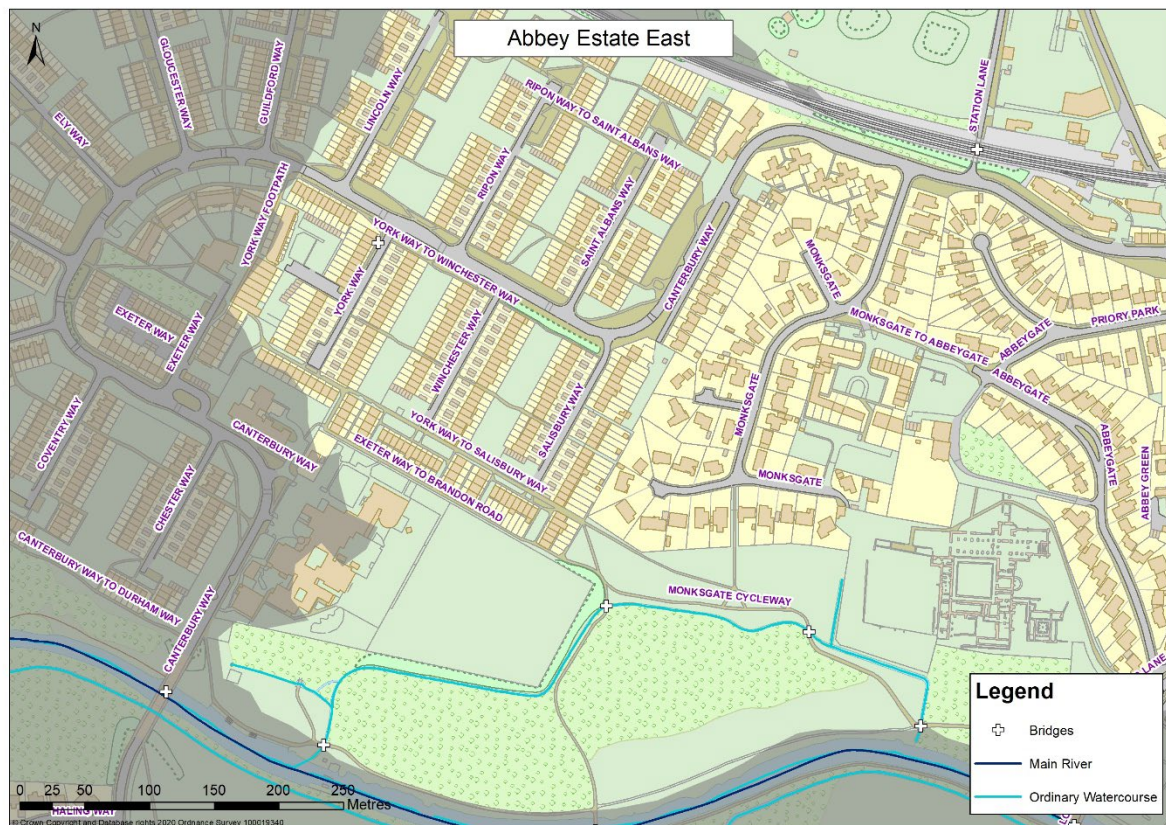 Abbey Estate East
N
GLOUCESTER WAY
GUILDFORD WAY
LINCOLN WAY
ELY WAY
RIPON WAY TO SAINT ALBANS WAY
STATION LANE
RIPON WAY
YORK WAY FOOTPATH
SAINT ALBANS WAY
YORK WAY TO WINCHESTER WAY
CANTERBURY WAY
MONKSGATE
YORK WAY
EXETER WAY
EXETER WAY
WINCHESTER WAY
MONKSGATE TO ABBEYGATE
ABBEYGATE
PRIORY PARK
ABBEYGATE
MONKSGATE
SALISBURY WAY
COVENTRY WAY
CANTERBURY WAY
YORK WAY TO SALISBURY WAY
EXETER WAY TO BRANDON ROAD
ABBEYGATE
ABBEY GREEN
CHESTER WAY
MONKSGATE
CANTERBURY WAY TO DURHAM WAY
CANTERBURY WAY
MONKSGATE CYCLEWAY
LANE
Legend
Bridges
Main River
Ordinary Watercourse
0 25 50 100 150 200 250
Metres
HALING WAY
© Crown Copyright and Database rights 2020 Ordnance Survey 100019340